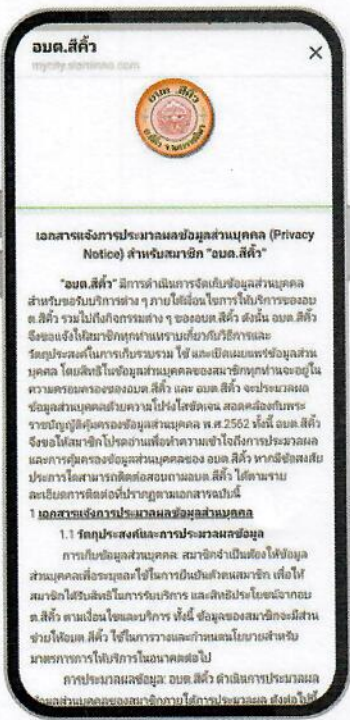 อบต.สีคิ้ว
เอกสารแจ้งการประมวลผลข้อมูลส่วนบุคคล (Privacy
Notice) สำหรับสมาชิก "อบต.สีคิ้ว"
"อบต.สีคิ้ว" มีการดำเนินการจัดเก็บข้อมูลส่วนบุคคล
สำหรับขอรับบริการต่าง ๆ ภายใต้เงื่อนไขการให้บริการของอบ
ต.สีคิ้ว รวมไปถึงกิจกรรมต่าง ๆ ของอบต.สีคิ้ว ดังนั้น อบต.สีคิ้ว
จึงขอแจ้งให้สมาชิกทุกท่านทราบเกี่ยวกับวิธีการและ
วัตถุประสงค์ในการเก็บรวบรวม ใช้ และเปิดเผยแพร่ข้อมูลส่วน
บุคคล โดยสิทธิในข้อมูลส่วนบุคคลของสมาชิกทุกท่านจะอยู่ใน
ความครอบครองของอบต.สีคิ้ว และ อบต.สีคิ้ว จะประมวลผล
ข้อมูลส่วนบุคคลด้วยความโปร่งใสชัดเจน สอดคล้องกับพระ
ราชบัญญัติคุ้มครองข้อมูลส่วนบุคคล พ.ศ.2562 ทั้งนี้ อบต.สีคิ้ว
จึงขอให้สมาชิกโปรดอ่านเพื่อทำความเข้าใจถึงการประมวลผล
และการคุ้มครองข้อมูลส่วนบุคคลของ อบต.สีคิ้ว หากมีข้อสงสัย
ประการใดสามารถติดต่อสอบถามอบต.สีคิ้ว ได้ตามราย
ละเอียดการติดต่อที่ปรากฏตามเอกสารฉบับนี้
1 เอกสารแจ้งการประมวลผลข้อมูลส่วนบุคคล
1.1 วัตถุประสงค์และการประมวลผลข้อมูล
การเก็บข้อมูลส่วนบุคคล: สมาชิกจำเป็นต้องให้ข้อมูล
ส่วนบุคคลเพื่อระบุและใช้ในการยืนยันตัวตนสมาชิก เพื่อให้
สมาชิกได้รับสิทธิในการรับบริการ และสิทธิประโยชน์จากอบ
ต.สีคิ้ว ตามเงื่อนไขและบริการ ทั้งนี้ ข้อมูลของสมาชิกจะมีส่วน
ช่วยให้อบต.สีคิ้ว ใช้ในการวางและกำหนดนโยบายสำหรับ
มาตรการการให้บริการในอนาคตต่อไป
การประมวลผลข้อมูล: อบต.สีคิ้ว ดำเนินการประมวลผล
ข้อมูลส่วนบุคคลของสมาชิกภายใต้การประมวลผล ดังต่อไปนี้